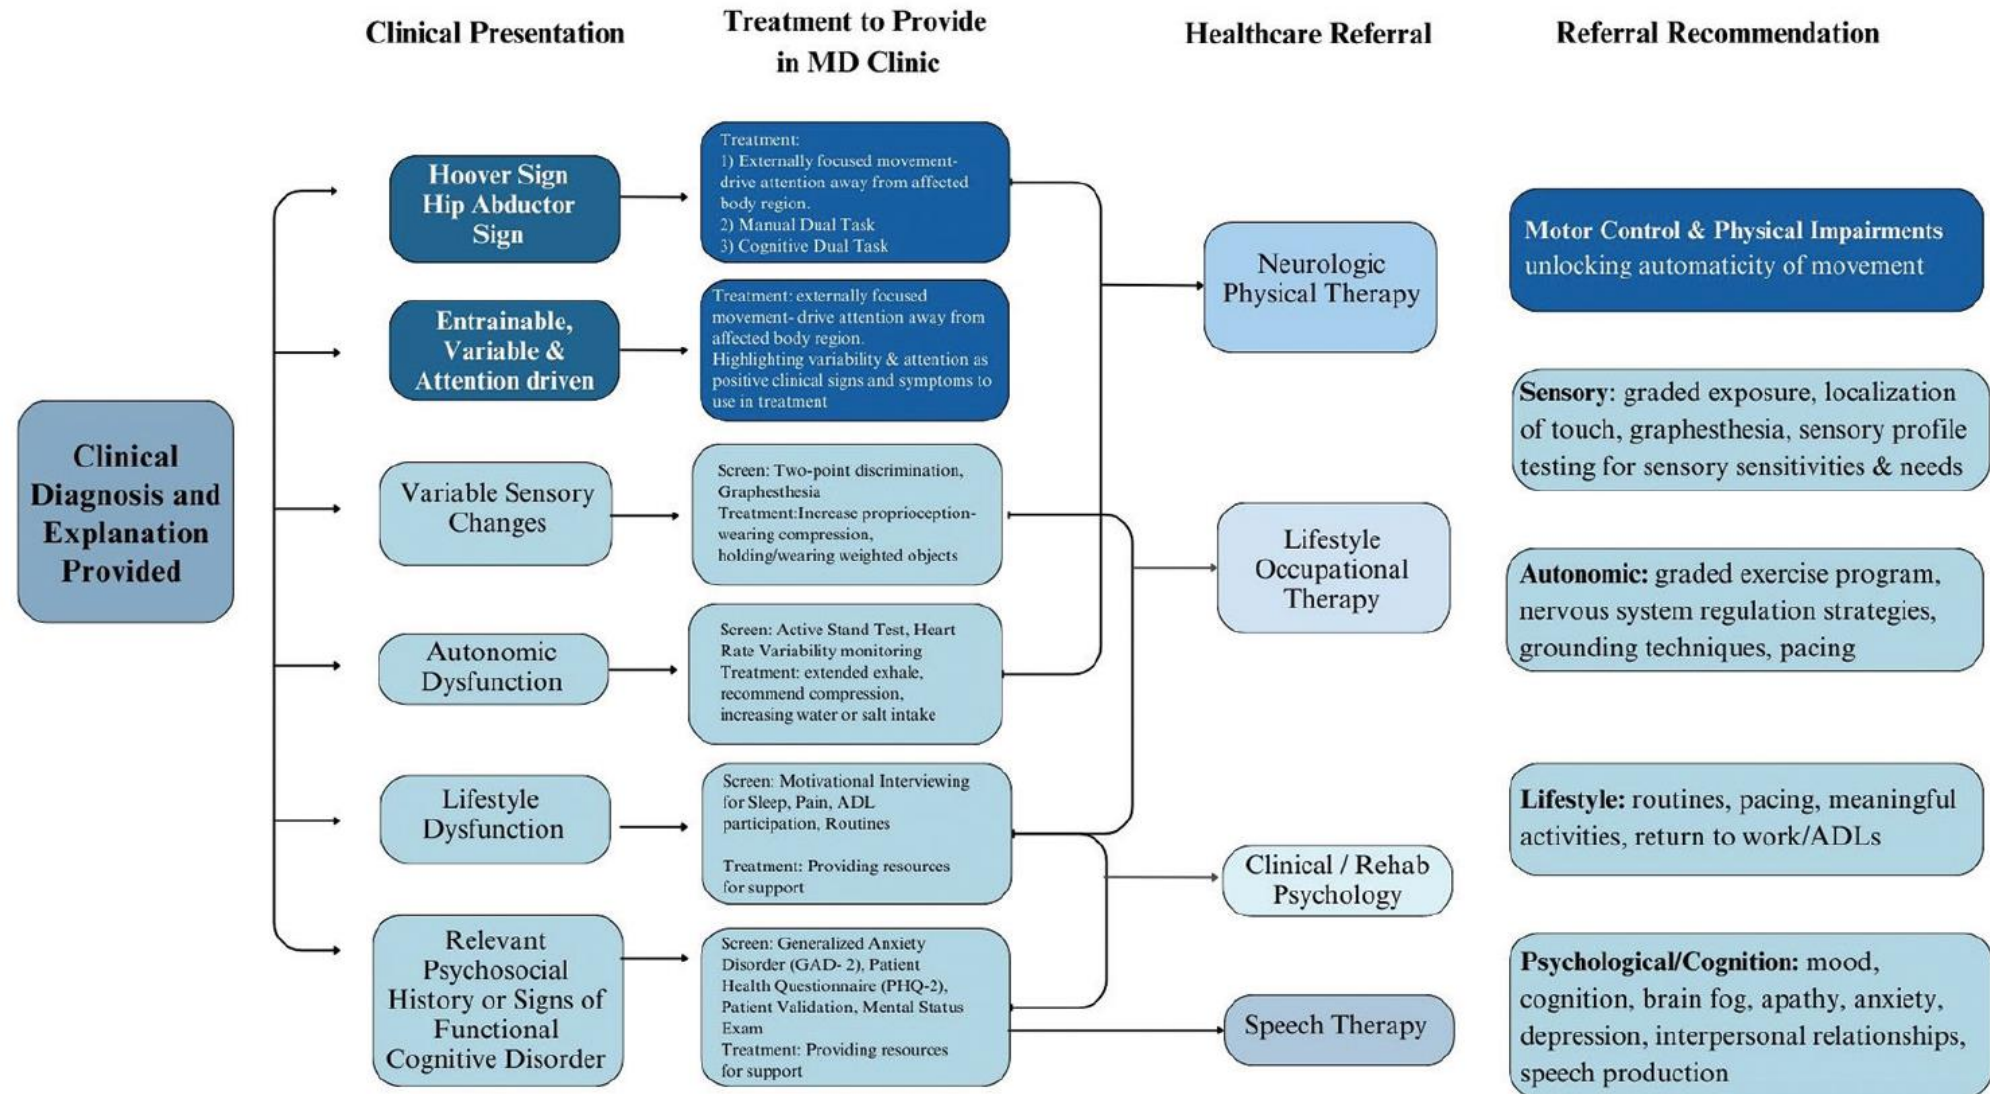 Clinical Presentation
Treatment to Provide
in MD Clinic
Healthcare Referral
Referral Recommendation
Clinical
Diagnosis and
Explanation
Provided
Hoover Sign
Hip Abductor
Sign
Treatment:
1) Externally focused movement-
drive attention away from affected
body region.
2) Manual Dual Task
3) Cognitive Dual Task
Entrainable,
Variable &
Attention driven
Treatment: externally focused
movement- drive attention away from
affected body region.
Highlighting variability & attention as
positive clinical signs and symptoms to
use in treatment
Variable Sensory
Changes
Screen: Two-point discrimination,
Graphesthesia
Treatment:Increase proprioception-
wearing compression,
holding/wearing weighted objects
Autonomic
Dysfunction
Screen: Active Stand Test, Heart
Rate Variability monitoring
Treatment: extended exhale,
recommend compression,
increasing water or salt intake
Lifestyle
Dysfunction
Screen: Motivational Interviewing
for Sleep, Pain, ADL
participation, Routines
Treatment: Providing resources
for support
Relevant
Psychosocial
History or Signs of
Functional
Cognitive Disorder
Screen: Generalized Anxiety
Disorder (GAD- 2), Patient
Health Questionnaire (PHQ-2),
Patient Validation, Mental Status
Exam
Treatment: Providing resources
for support
Neurologic
Physical Therapy
Lifestyle
Occupational
Therapy
Clinical / Rehab
Psychology
Speech Therapy
Motor Control & Physical Impairments
unlocking automaticity of movement
Sensory: graded exposure, localization
of touch, graphesthesia, sensory profile
testing for sensory sensitivities & needs
Autonomic: graded exercise program,
nervous system regulation strategies,
grounding techniques, pacing
Lifestyle: routines, pacing, meaningful
activities, return to work/ADLs
Psychological/Cognition: mood,
cognition, brain fog, apathy, anxiety,
depression, interpersonal relationships,
speech production